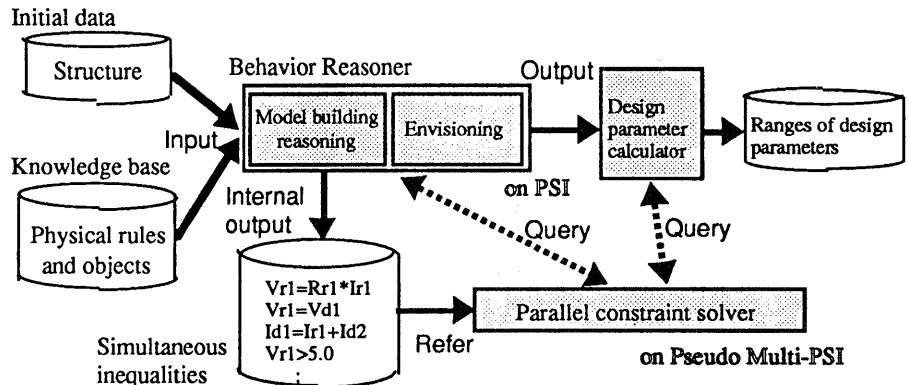 Initial data
Structure
Behavior Reasoner
Output
Input
Model building
reasoning
Envisioning
Design
parameter
calculator
Ranges of design
parameters
Knowledge base
Physical rules
and objects
Internal
output
on PSI
Query
Query
Vr1=Rr1*Ir1
Vr1=Vd1
Id1=Ir1+Id2
Vr1>5.0
:
Simultaneous
inequalities
Refer
Parallel constraint solver
on Pseudo Multi-PSI